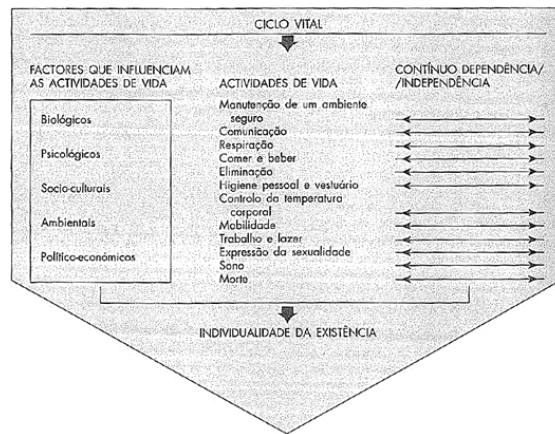 CICLO VITAL
FACTORES QUE INFLUENCIAM
AS ACTIVIDADES DE VIDA
Biológicos
Psicológicos
Socio-culturais
Ambientais
Político-económicos
ACTIVIDADES DE VIDA
Manutenção de um ambiente
seguro
Comunicação
Respiração
Comer e beber
Eliminação
Higiene pessoal e vestuário
Controlo da temperatura
corporal
Mobilidade
Trabalho e lazer
Expressão da sexualidade
Sono
Morte
CONTÍNUO DEPENDÊNCIA/
/INDEPENDÊNCIA
INDIVIDUALIDADE DA EXISTÊNCIA